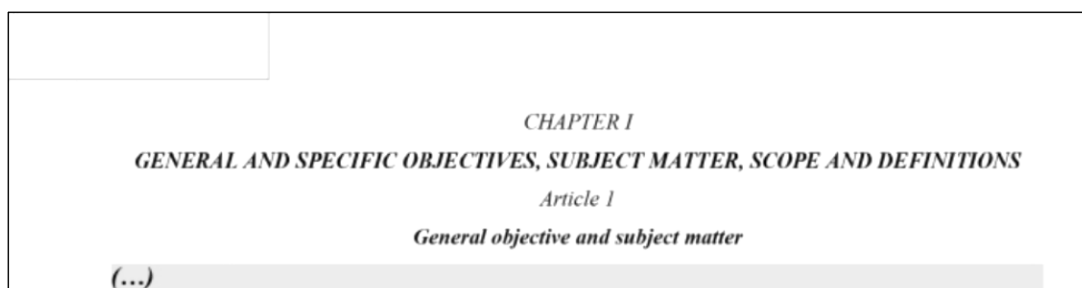 CHAPTER I
GENERAL AND SPECIFIC OBJECTIVES, SUBJECT MATTER, SCOPE AND DEFINITIONS
Article 1
General objective and subject matter
(…)